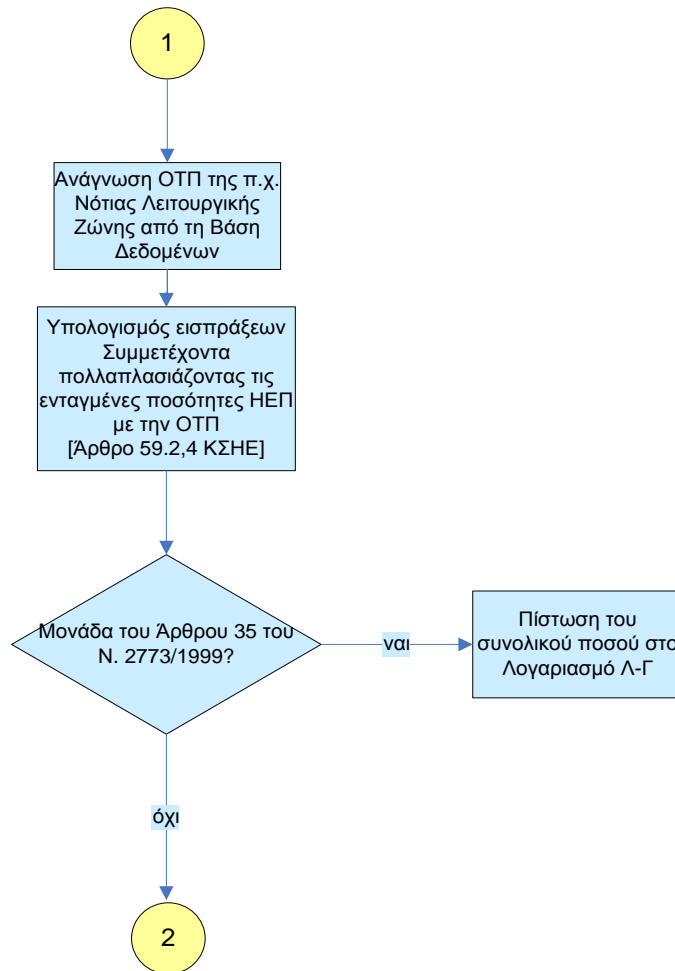 1
Ανάγνωση ΟΤΠ της π.χ.
Νότιας Λειτουργικής
Ζώνης από τη Βάση
Δεδομένων
Υπολογισμός εισπράξεων
Συμμετέχοντα
πολλαπλασιάζοντας τις
ενταγμένες ποσότητες ΗΕΠ
με την ΟΤΠ
[Άρθρο 59.2,4 ΚΣΗΕ]
Μονάδα του Άρθρου 35 του
Ν. 2773/1999?
ναι
Πίστωση του
συνολικού ποσού στο
Λογαριασμό Λ-Γ
όχι
2